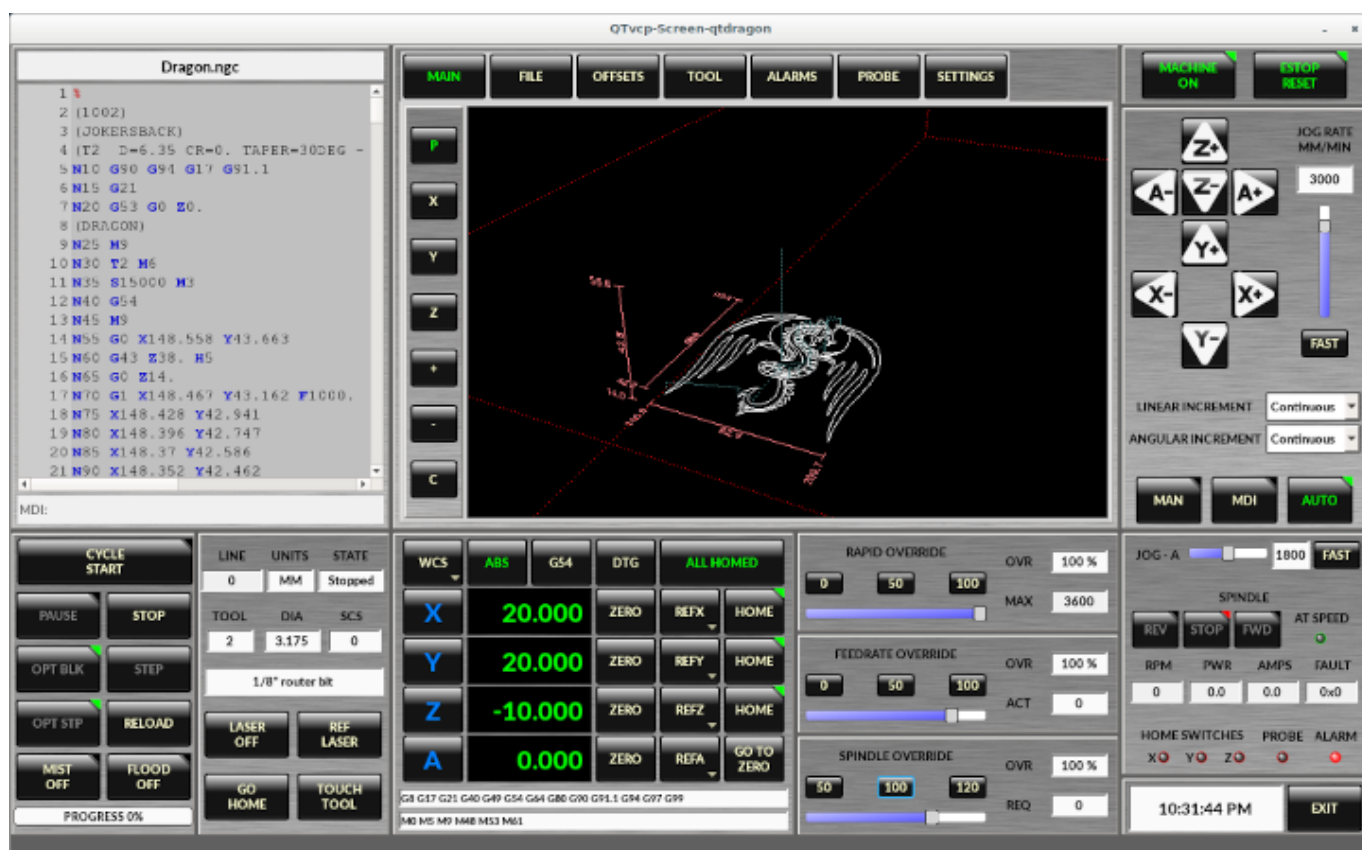 QTvcp-Screen-qtdragon
Dragon.ngc
1 %
2 (1002)
3 (JOKERSBACK)
4 (T2 D=6.35 CR=0. TAPER=30DEG -
5 N10 G90 G94 G17 G91.1
6 N15 G21
7 N20 G53 G0 Z0.
8 (DRAGON)
9 N25 M9
10 N30 T2 M6
11 N35 S15000 M3
12 N40 G54
13 N45 M9
14 N55 G0 X148.558 Y43.663
15 N60 G43 Z38. H5
16 N65 G0 Z14.
17 N70 G1 X148.467 Y43.162 F1000.
18 N75 X148.428 Y42.941
19 N80 X148.396 Y42.747
20 N85 X148.37 Y42.586
21 N90 X148.352 Y42.462
MDI:
MAIN FILE OFFSETS TOOL ALARMS PROBE SETTINGS
P
X
Y
Z
+
-
C
MACHINE ON ESTOP RESET
JOG RATE
MM/MIN
3000
Z+
A- Z- A+
Y+
X- X+
Y-
FAST
LINEAR INCREMENT Continuous
ANGULAR INCREMENT Continuous
MAN MDI AUTO
CYCLE
START
PAUSE STOP
OPT BLK STEP
OPT STP RELOAD
MIST OFF FLOOD OFF
PROGRESS 0%
LINE UNITS STATE
0 MM Stopped
TOOL DIA SCS
2 3.175 0
1/8" router bit
LASER OFF REF LASER
GO HOME TOUCH TOOL
WCS ABS G54 DTG ALL HOMED
X 20.000 ZERO REFX HOME
Y 20.000 ZERO REFY HOME
Z -10.000 ZERO REFZ HOME
A 0.000 ZERO REFA GO TO ZERO
G8 G17 G21 G40 G49 G54 G64 G80 G90 G91.1 G94 G97 G99
M0 M5 M9 M48 M53 M61
RAPID OVERRIDE OVR 100 %
0 50 100
MAX 3600
FEEDRATE OVERRIDE OVR 100 %
0 50 100
ACT 0
SPINDLE OVERRIDE OVR 100 %
50 100 120
REQ 0
JOG - A 1800 FAST
SPINDLE
REV STOP FWD AT SPEED
RPM PWR AMPS FAULT
0 0.0 0.0 0x0
HOME SWITCHES PROBE ALARM
X Y Z
10:31:44 PM EXIT